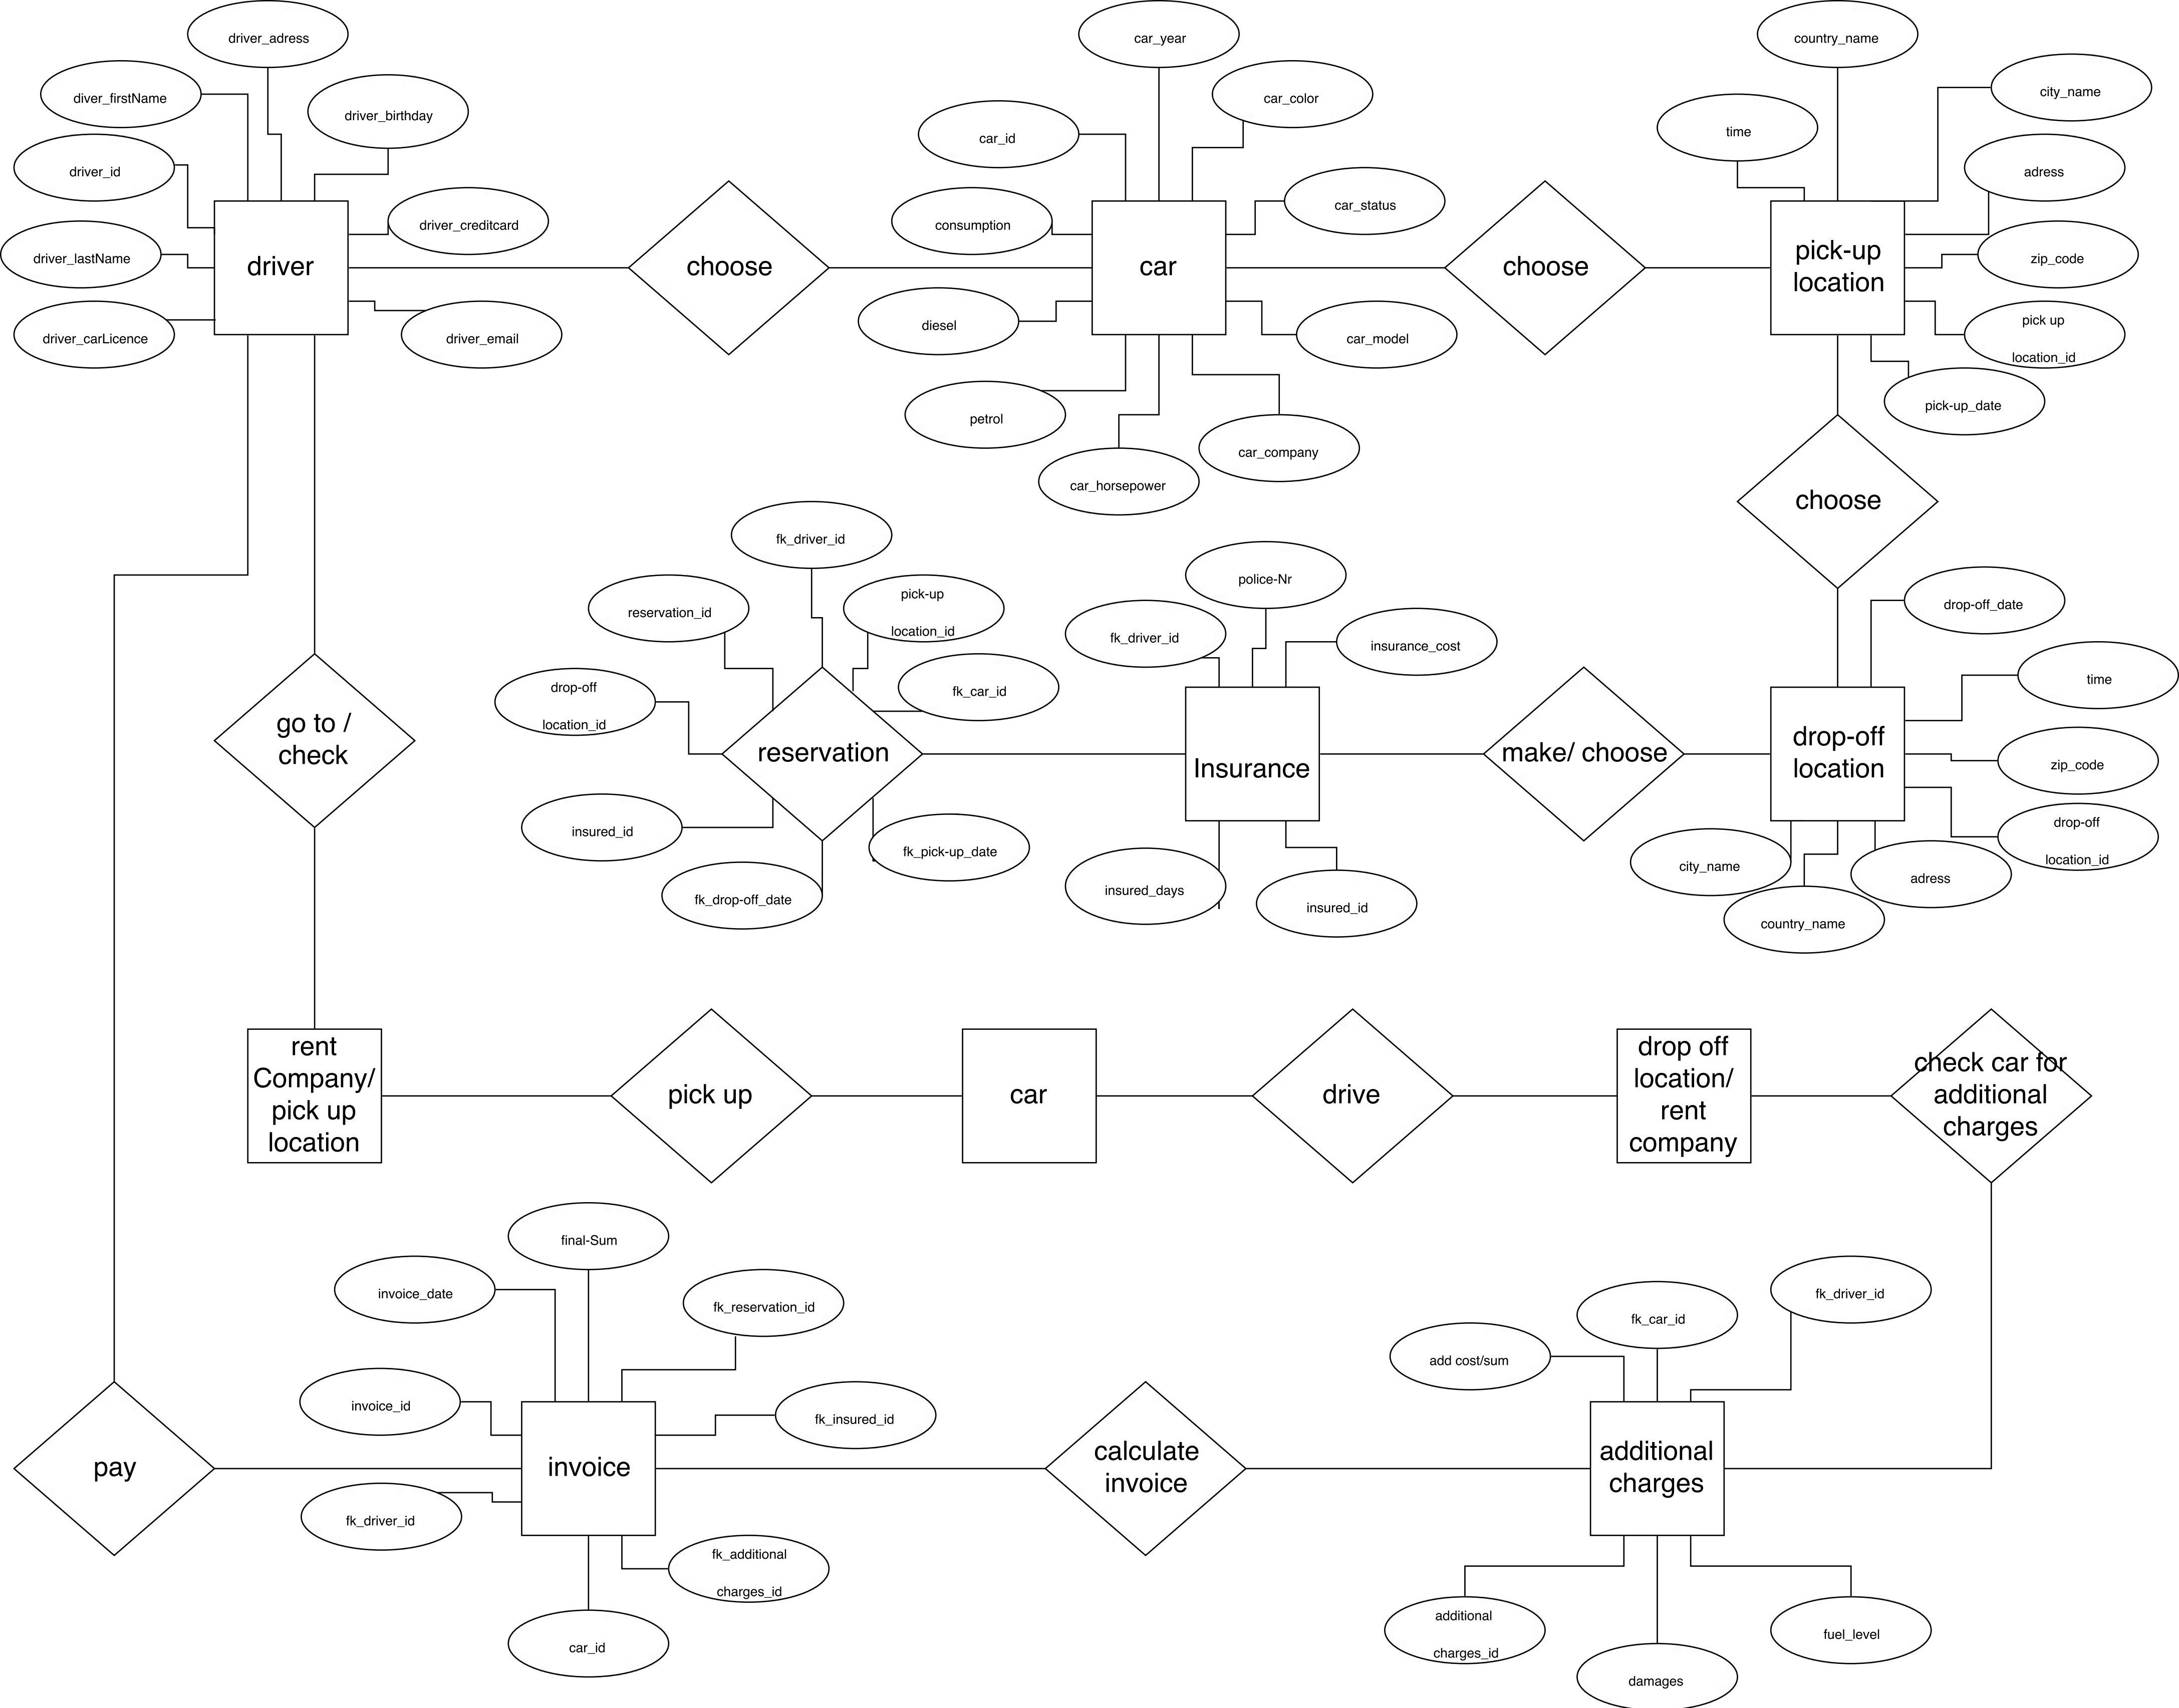 driver_adress
car_year
country_name
diver_firstName
driver_birthday
car_id
car_color
time
city_name
driver_id
driver_creditcard
consumption
car_status
adress
driver_lastName
driver
choose
car
choose
pick-up
location
zip_code
driver_carLicence
driver_email
diesel
car_model
pick up
location_id
petrol
car_horsepower
car_company
pick-up_date
choose
fk_driver_id
reservation_id
pick-up
location_id
police-Nr
fk_driver_id
insurance_cost
drop-off_date
drop-off
location_id
fk_car_id
time
go to /
check
reservation
Insurance
make/ choose
drop-off
location
zip_code
insured_id
fk_pick-up_date
fk_drop-off_date
insured_days
insured_id
city_name
country_name
adress
drop-off
location_id
rent
Company/
pick up
location
pick up
car
drive
drop off
location/
rent
company
check car for
additional
charges
final-Sum
invoice_date
fk_reservation_id
fk_car_id
fk_driver_id
add cost/sum
invoice_id
fk_insured_id
pay
invoice
calculate
invoice
additional
charges
fk_driver_id
fk_additional
charges_id
car_id
additional
charges_id
damages
fuel_level